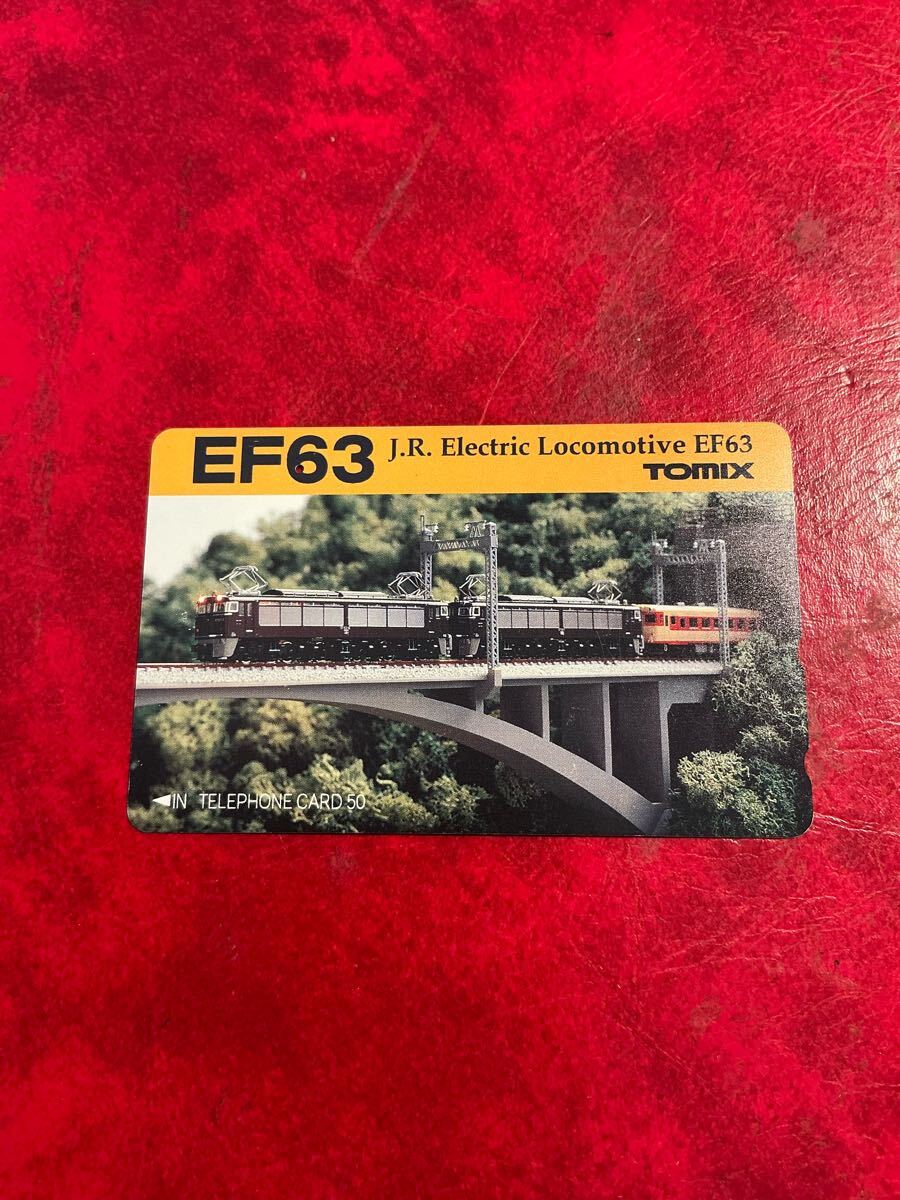 EF63 J.R. Electric Locomotive EF63
TOMIX
◁IN TELEPHONE CARD 50